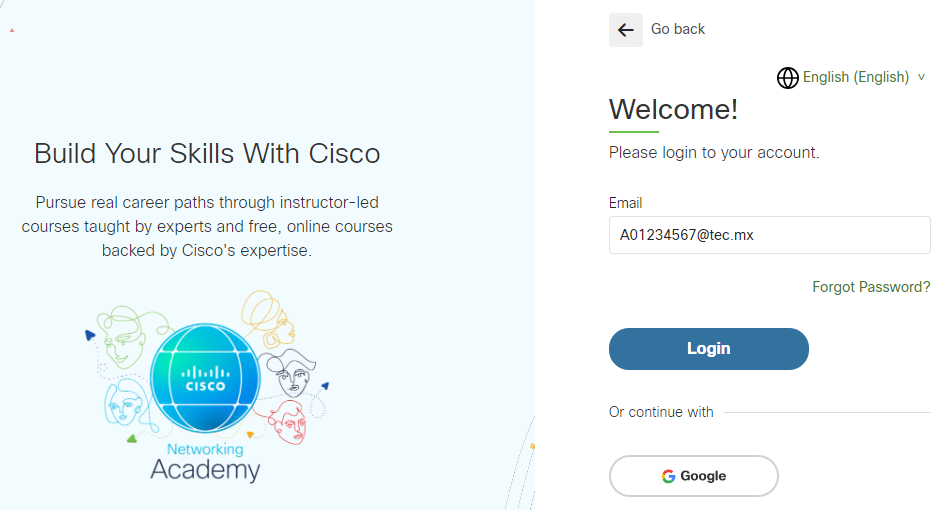 Go back
English (English)
Welcome!
Please login to your account.
Email
A01234567@tec.mx
Forgot Password?
Login
Or continue with
Google
Build Your Skills With Cisco
Pursue real career paths through instructor-led
courses taught by experts and free, online courses
backed by Cisco's expertise.
CISCO
Networking
Academy